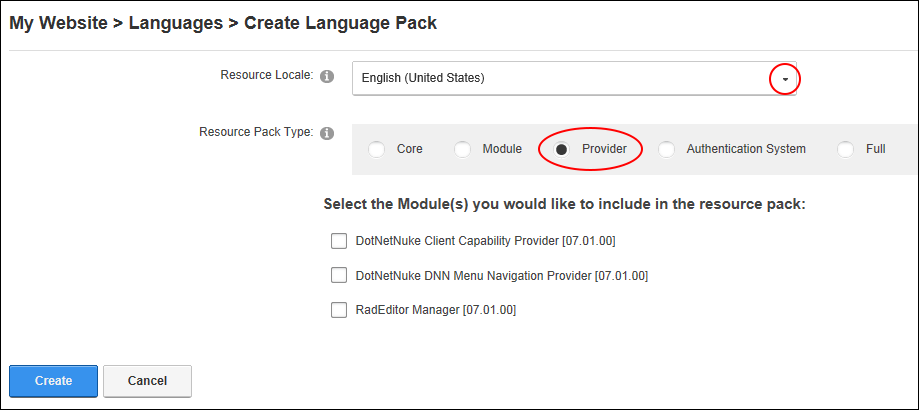 My Website > Languages > Create Language Pack
Resource Locale:
English (United States)
Resource Pack Type:
Core Module Provider Authentication System Full
Select the Module(s) you would like to include in the resource pack:
DotNetNuke Client Capability Provider [07.01.00]
DotNetNuke DNN Menu Navigation Provider [07.01.00]
RadEditor Manager [07.01.00]
Create Cancel